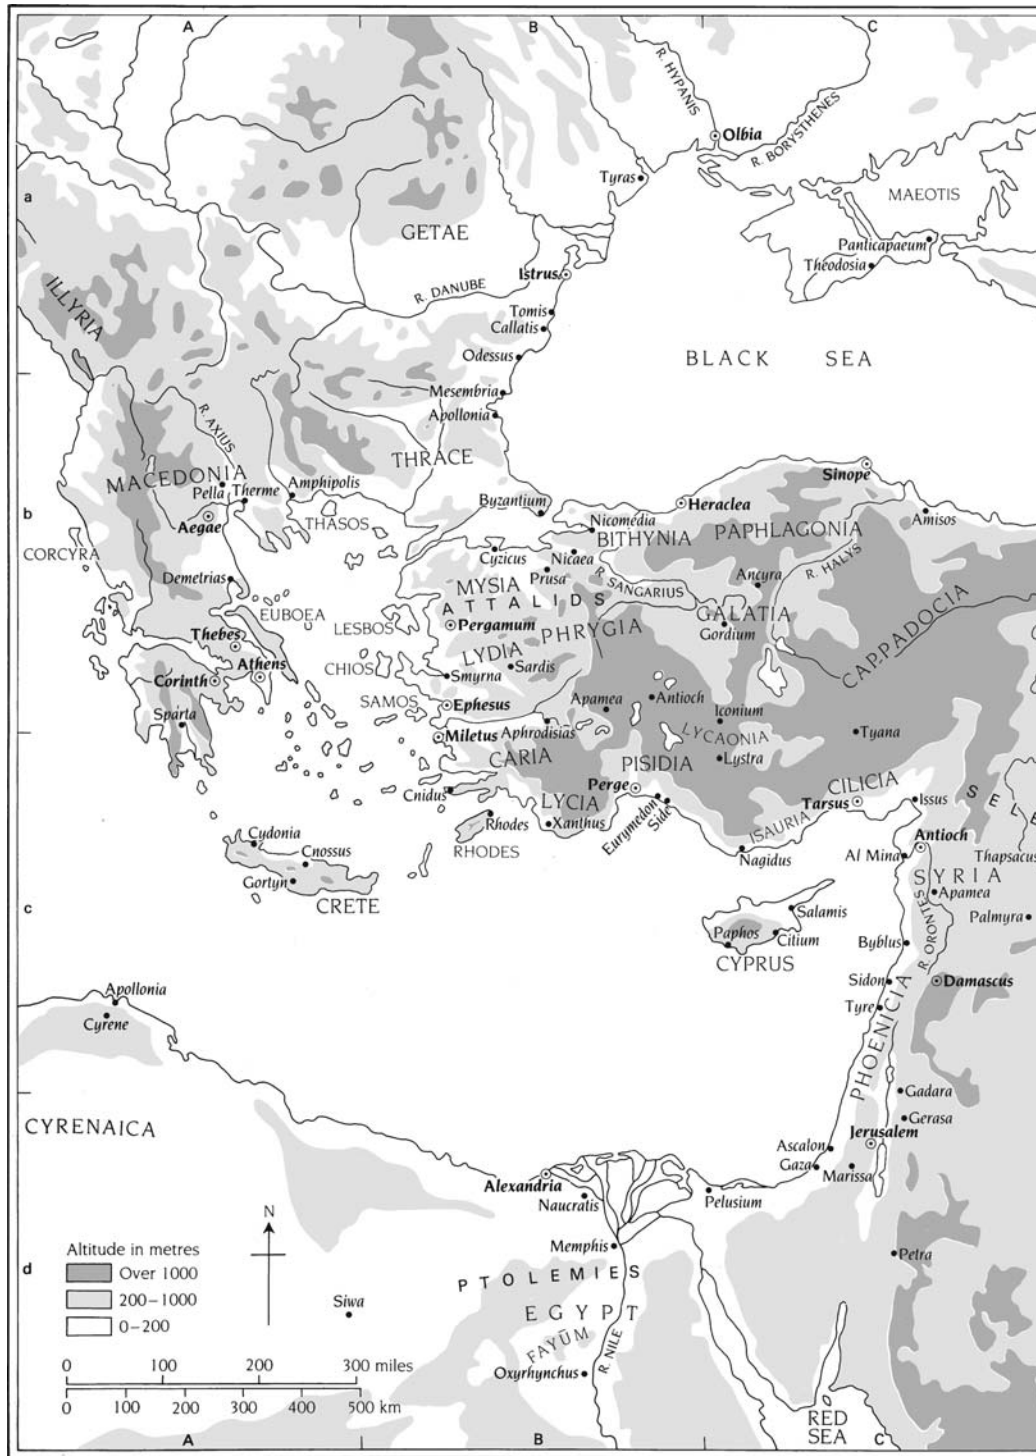 A
B
C
R. HYPANIS
Olbia
R. BORYSTHENES
Tyras
a
MAEOTIS
GETAE
Panticapaeum
Theodosia
Istrus
R. DANUBE
ILLYRIA
Tomis
Callatis
BLACK SEA
Odessus
Mesembria
Apollonia
R. AXIUS
THRACE
MACEDONIA
Sinope
Pella
Therme
Amphipolis
Byzantium
Heraclea
b
Aegae
THASOS
Nicomedia
Amisos
BITHYNIA
PAPHLAGONIA
CORCYRA
Cyzicus
Nicaea
R. HALYS
Demetrias
MYSIA
Prusa
R. SANGARIUS
Ancyra
ATTALIDS
EUBOEA
LESBOS
Pergamum
PHRYGIA
GALATIA
Gordium
CAPPADOCIA
Thebes
Athens
CHIOS
LYDIA
Sardis
Corinth
Smyrna
SAMOS
Ephesus
Apamea
Antioch
Sparta
Iconium
Miletus
Aphrodisias
LYCAONIA
Tyana
CARIA
PISIDIA
Lystra
Perge
CILICIA
Cnidus
LYCIA
Tarsus
Issus
SELE
Rhodes
Xanthus
Eurymedon
Side
ISAURIA
Cydonia
RHODES
Nagidus
Antioch
Cnossus
Al Mina
Thapsacus
Gortyn
SYRIA
Apamea
CRETE
c
Salamis
R. ORONTES
Palmyra
Paphos
Citium
Byblus
CYPRUS
Sidon
Damascus
Apollonia
Tyre
Cyrene
PHOENICIA
Gadara
CYRENAICA
Gerasa
Jerusalem
Ascalon
Gaza
Marissa
Alexandria
Naucratis
Pelusium
N
Memphis
Altitude in metres
Petra
d
Over 1000
PTOLEMIES
200–1000
Siwa
EGYPT
0–200
FAYŪM
R. NILE
0 100 200 300 miles
Oxyrhynchus
0 100 200 300 400 500 km
RED
SEA
A
B
C